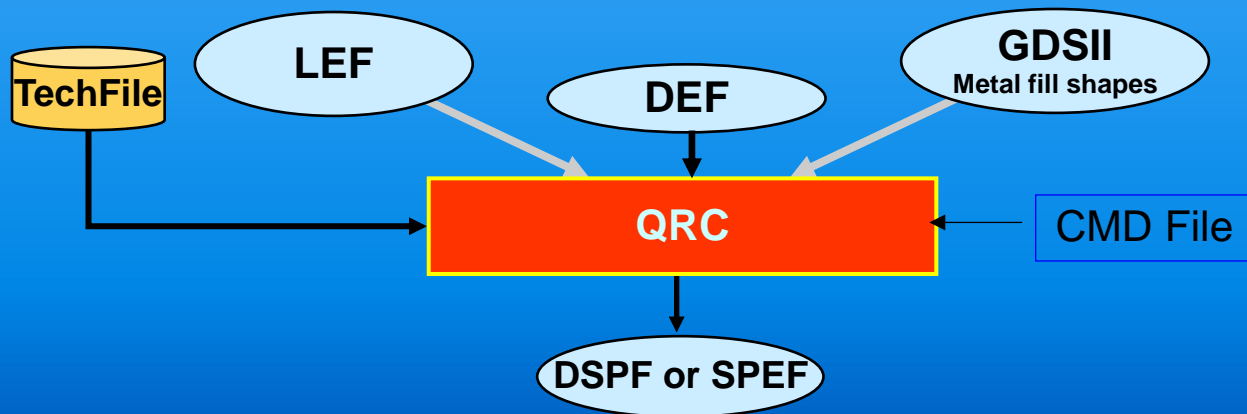 LEF
GDSII
Metal fill shapes
TechFile
DEF
QRC
CMD File
DSPF or SPEF